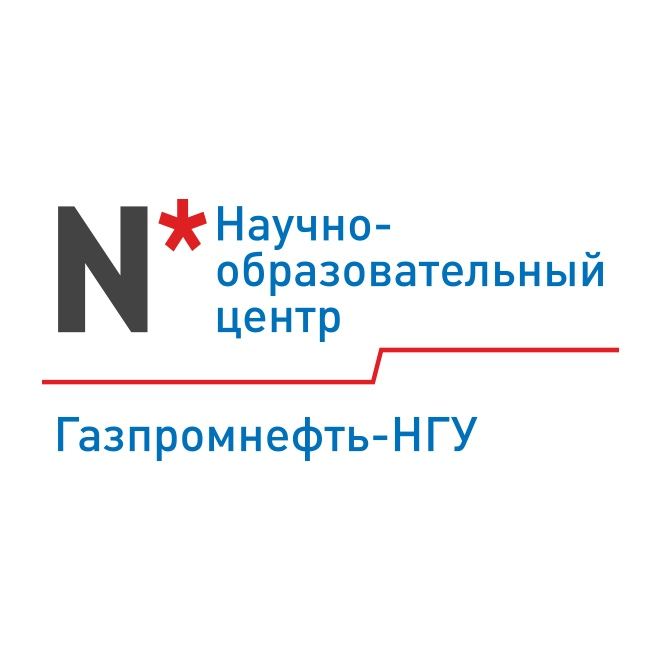 N*
Научно-
образовательный
центр
Газпромнефть-НГУ